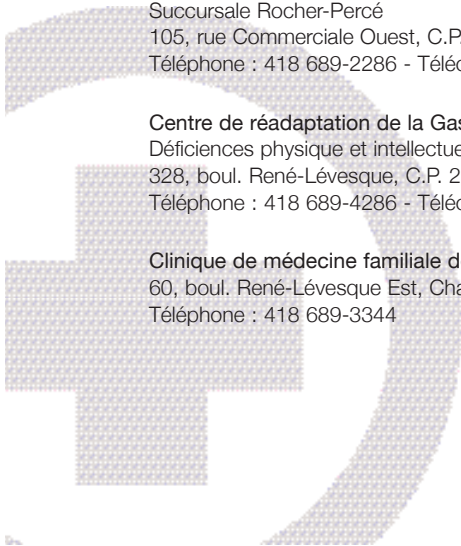 Succursale Rocher-Percé
105, rue Commerciale Ouest, C.P.
Téléphone : 418 689-2286 - Téléc
Centre de réadaptation de la Gas
Déficiences physique et intellectue
328, boul. René-Lévesque, C.P. 2
Téléphone : 418 689-4286 - Téléc
Clinique de médecine familiale d
60, boul. René-Lévesque Est, Cha
Téléphone : 418 689-3344